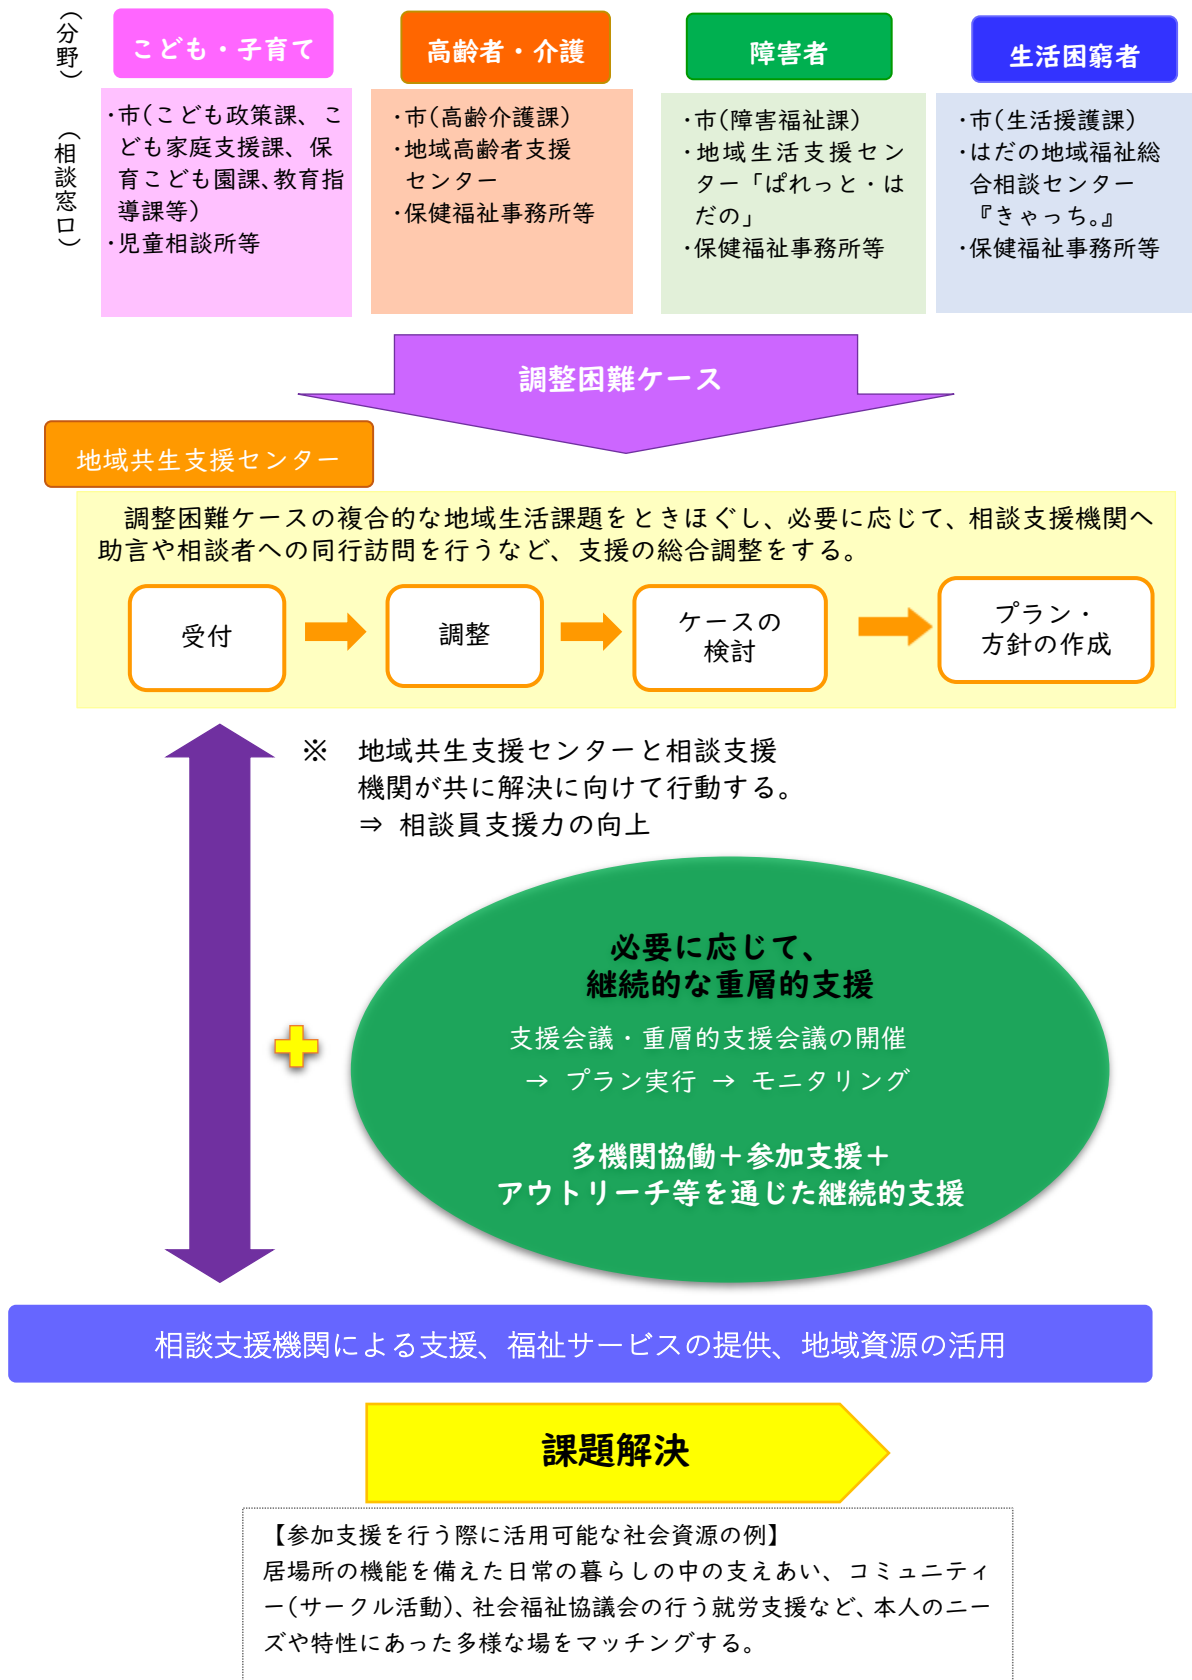 （分野）
こども・子育て
高齢者・介護
障害者
生活困窮者
（相談窓口）
・市(こども政策課、こ
ども家庭支援課、保
育こども園課、教育指
導課等)
・児童相談所等
・市(高齢介護課)
・地域高齢者支援
センター
・保健福祉事務所等
・市(障害福祉課)
・地域生活支援セン
ター「ぱれっと・は
だの」
・保健福祉事務所等
・市(生活援護課)
・はだの地域福祉総
合相談センター
『きゃっち。』
・保健福祉事務所等
調整困難ケース
地域共生支援センター
調整困難ケースの複合的な地域生活課題をときほぐし、必要に応じて、相談支援機関へ
助言や相談者への同行訪問を行うなど、支援の総合調整をする。
受付
調整
ケースの
検討
プラン・
方針の作成
※　地域共生支援センターと相談支援
機関が共に解決に向けて行動する。
⇒ 相談員支援力の向上
必要に応じて、
継続的な重層的支援
支援会議・重層的支援会議の開催
→ プラン実行 → モニタリング
多機関協働＋参加支援＋
アウトリーチ等を通じた継続的支援
相談支援機関による支援、福祉サービスの提供、地域資源の活用
課題解決
【参加支援を行う際に活用可能な社会資源の例】
居場所の機能を備えた日常の暮らしの中の支えあい、コミュニティ
ー(サークル活動)、社会福祉協議会の行う就労支援など、本人のニー
ズや特性にあった多様な場をマッチングする。